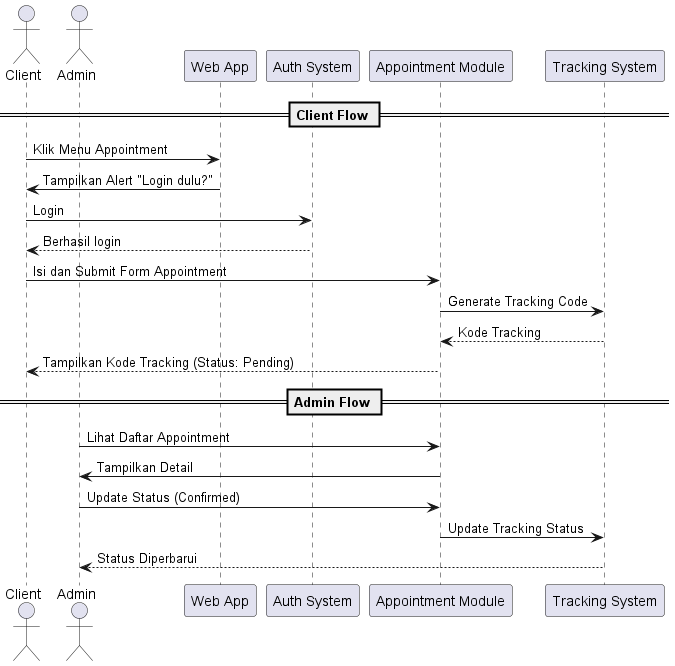 Client
Admin
Web App
Auth System
Appointment Module
Tracking System
Client Flow
Klik Menu Appointment
Tampilkan Alert "Login dulu?"
Login
Berhasil login
Isi dan Submit Form Appointment
Generate Tracking Code
Kode Tracking
Tampilkan Kode Tracking (Status: Pending)
Admin Flow
Lihat Daftar Appointment
Tampilkan Detail
Update Status (Confirmed)
Update Tracking Status
Status Diperbarui
Client
Admin
Web App
Auth System
Appointment Module
Tracking System